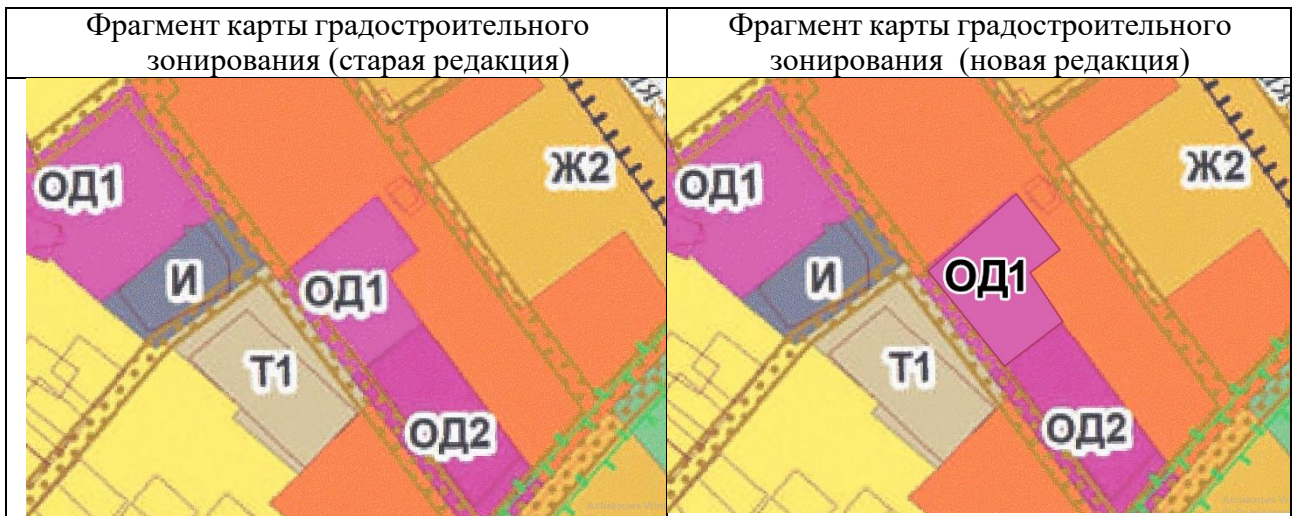 Фрагмент карты градостроительного
зонирования (старая редакция)
Фрагмент карты градостроительного
зонирования (новая редакция)
ОД1
Ж2
И
ОД1
Т1
ОД2
ОД1
Ж2
И
ОД1
Т1
ОД2